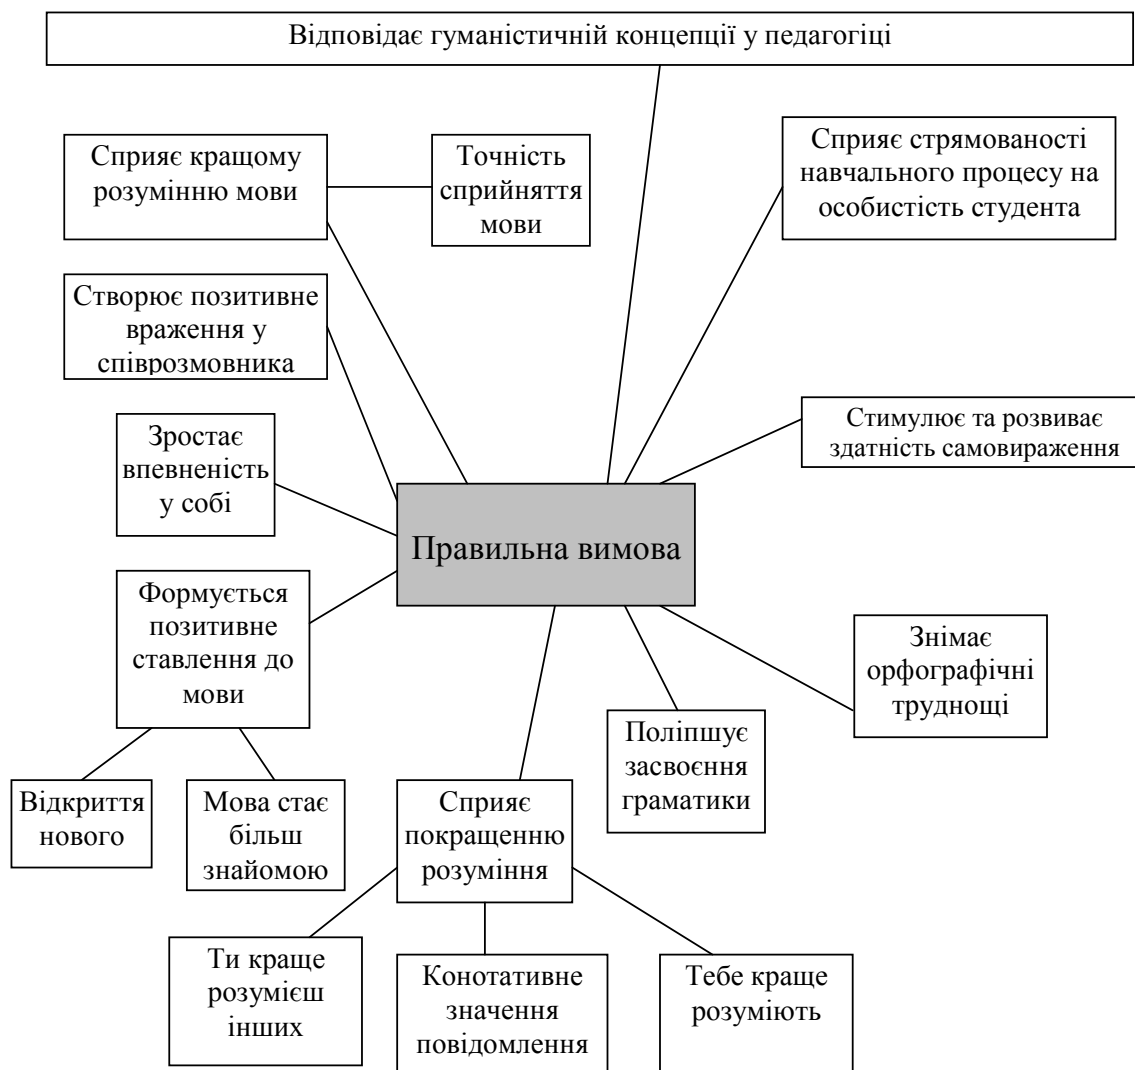 Відповідає гуманістичній концепції у педагогіці
Сприяє кращому
розумінню мови
Точність
сприйняття
мови
Сприяє стрямованості
навчального процесу на
особистість студента
Створює позитивне
враження у
співрозмовника
Стимулює та розвиває
здатність самовираження
Зростає
впевненість
у собі
Правильна вимова
Формується
позитивне
ставлення до
мови
Знімає
орфографічні
труднощі
Поліпшує
засвоєння
граматики
Відкриття
нового
Мова стає
більш
знайомою
Сприяє
покращенню
розуміння
Ти краще
розумієш
інших
Конотативне
значення
повідомлення
Тебе краще
розуміють